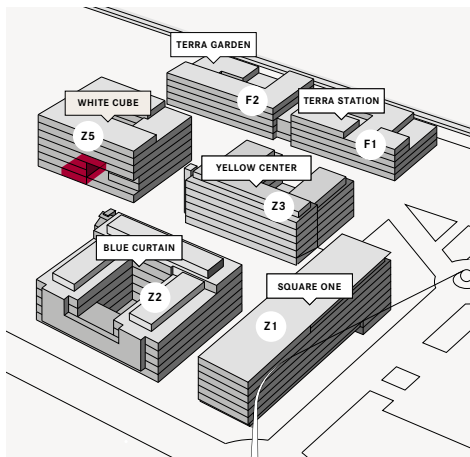 TERRA GARDEN
F2
WHITE CUBE
TERRA STATION
Z5
F1
YELLOW CENTER
Z3
BLUE CURTAIN
SQUARE ONE
Z2
Z1